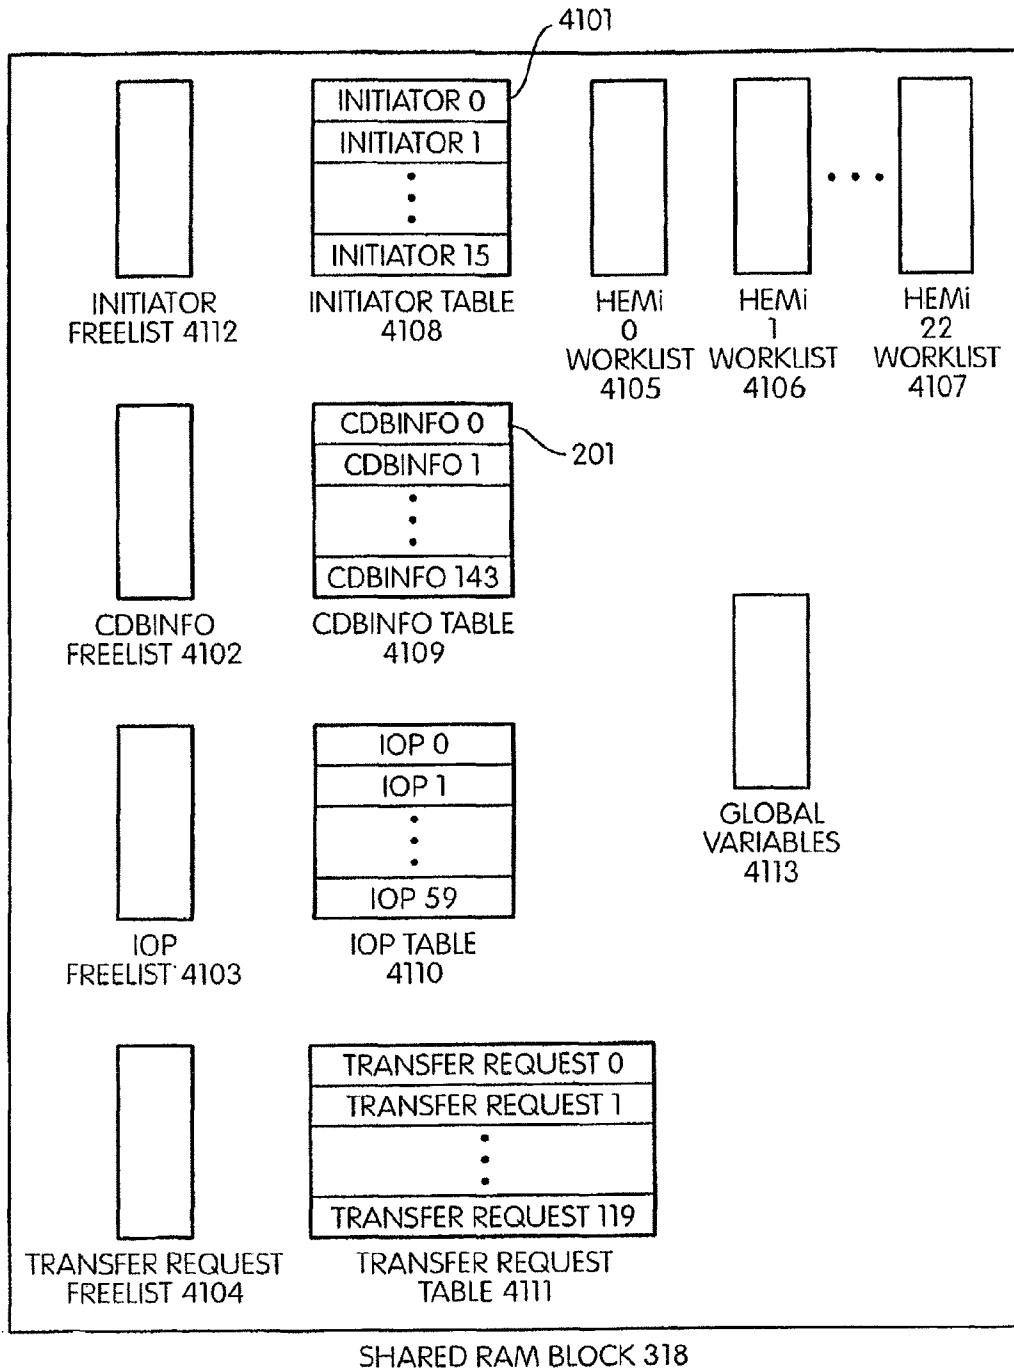 4101
INITIATOR 0
INITIATOR 1
INITIATOR 15
INITIATOR
FREELIST 4112
INITIATOR TABLE
4108
HEMi
0
WORKLIST
4105
HEMi
1
WORKLIST
4106
HEMi
22
WORKLIST
4107
CDBINFO 0
201
CDBINFO 1
CDBINFO 143
CDBINFO
FREELIST 4102
CDBINFO TABLE
4109
IOP 0
IOP 1
IOP 59
IOP
FREELIST 4103
IOP TABLE
4110
GLOBAL
VARIABLES
4113
TRANSFER REQUEST 0
TRANSFER REQUEST 1
TRANSFER REQUEST 119
TRANSFER REQUEST
FREELIST 4104
TRANSFER REQUEST
TABLE 4111
SHARED RAM BLOCK 318